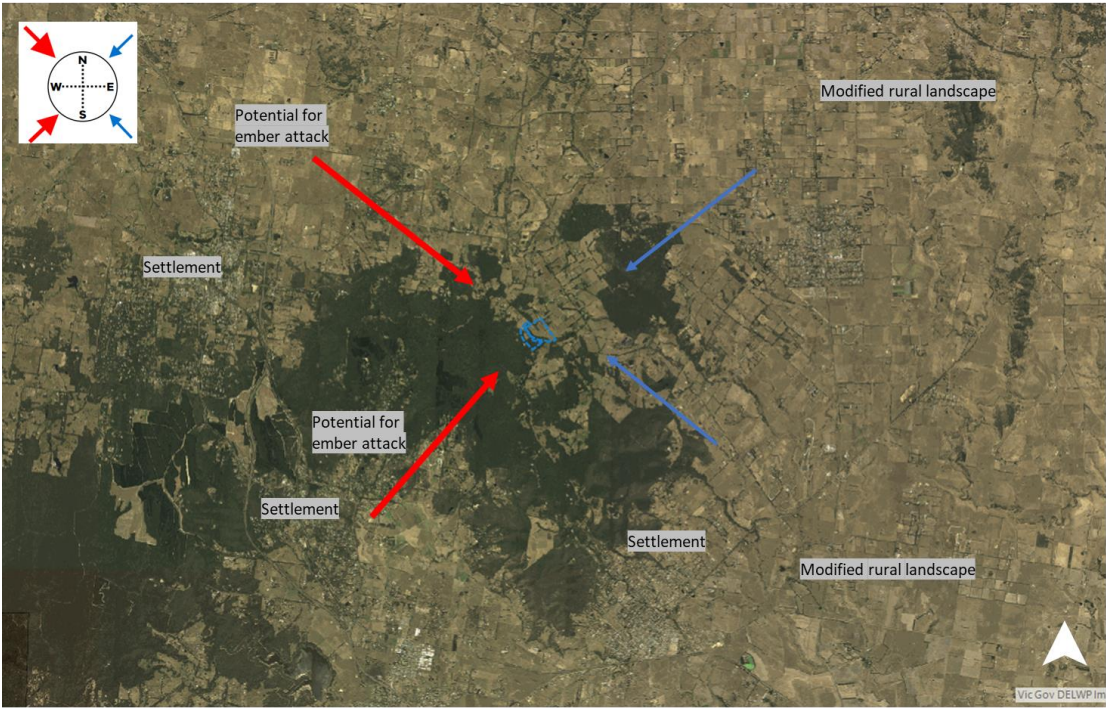 N
W
E
S
Modified rural landscape
Potential for
ember attack
Settlement
Potential for
ember attack
Settlement
Settlement
Modified rural landscape
Vic Gov DELWP Im